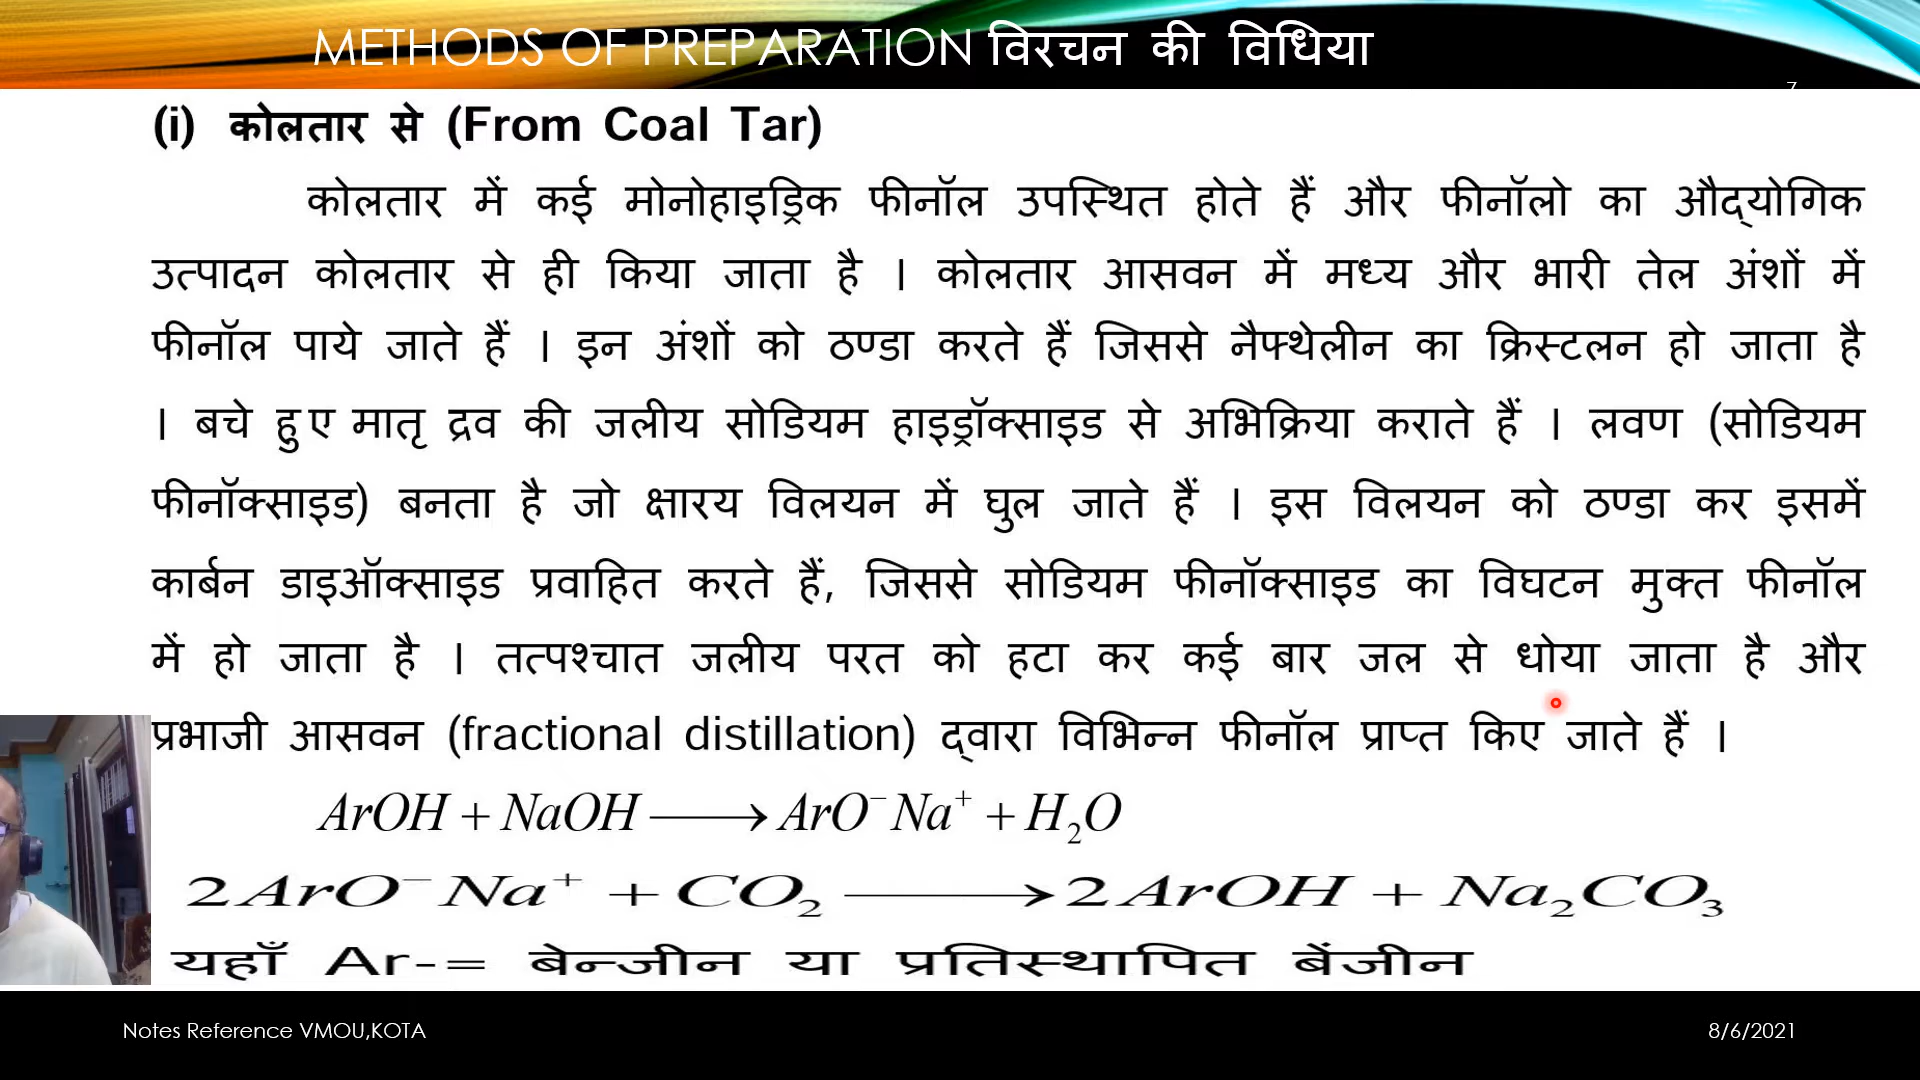 METHODS OF PREPARATION विरचन की विधिया
7
(i) कोलतार से (From Coal Tar)
कोलतार में कई मोनोहाइड्रिक फीनॉल उपस्थित होते हैं और फीनॉलो का औद्योगिक
उत्पादन कोलतार से ही किया जाता है । कोलतार आसवन में मध्य और भारी तेल अंशों में
फीनॉल पाये जाते हैं । इन अंशों को ठण्डा करते हैं जिससे नैफ्थेलीन का क्रिस्टलन हो जाता है
। बचे हुए मातृ द्रव की जलीय सोडियम हाइड्रॉक्साइड से अभिक्रिया कराते हैं । लवण (सोडियम
फीनॉक्साइड) बनता है जो क्षारय विलयन में घुल जाते हैं । इस विलयन को ठण्डा कर इसमें
कार्बन डाइऑक्साइड प्रवाहित करते हैं, जिससे सोडियम फीनॉक्साइड का विघटन मुक्त फीनॉल
में हो जाता है । तत्पश्चात जलीय परत को हटा कर कई बार जल से धोया जाता है और
प्रभाजी आसवन (fractional distillation) द्वारा विभिन्न फीनॉल प्राप्त किए जाते हैं ।
ArOH + NaOH ⟶ ArO⁻Na⁺ + H₂O
2ArO⁻Na⁺ + CO₂ ⟶ 2ArOH + Na₂CO₃
यहाँ Ar-= बेन्जीन या प्रतिस्थापित बेंजीन
Notes Reference VMOU,KOTA
8/6/2021